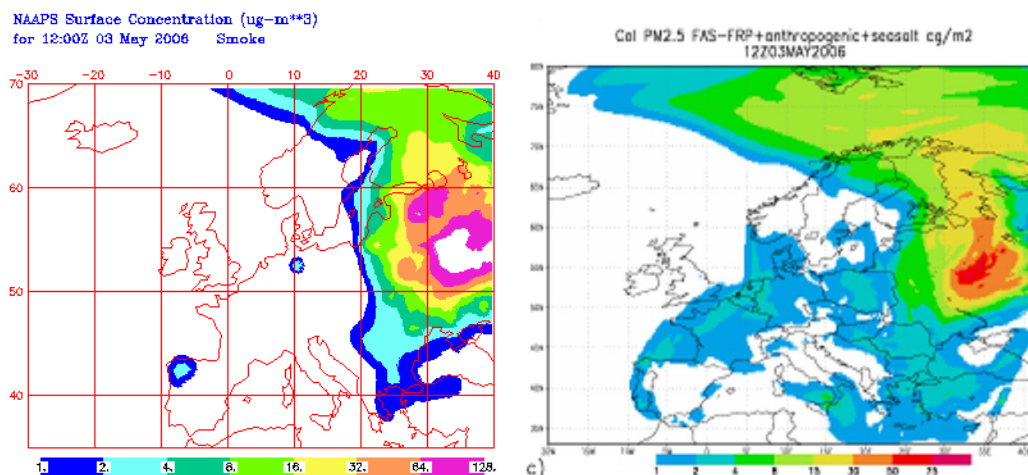 NAAPS Surface Concentration (ug-m**3)
for 12:00Z 03 May 2006 Smoke
-30 -20 -10 0 10 20 30 40
70
60
50
40
1. 2. 4. 8. 16. 32. 64. 128.
Col PM2.5 FAS-FRP+anthropogenic+seasalt cg/m2
12Z03MAY2006
c)
1 2 4 8 15 30 50 75